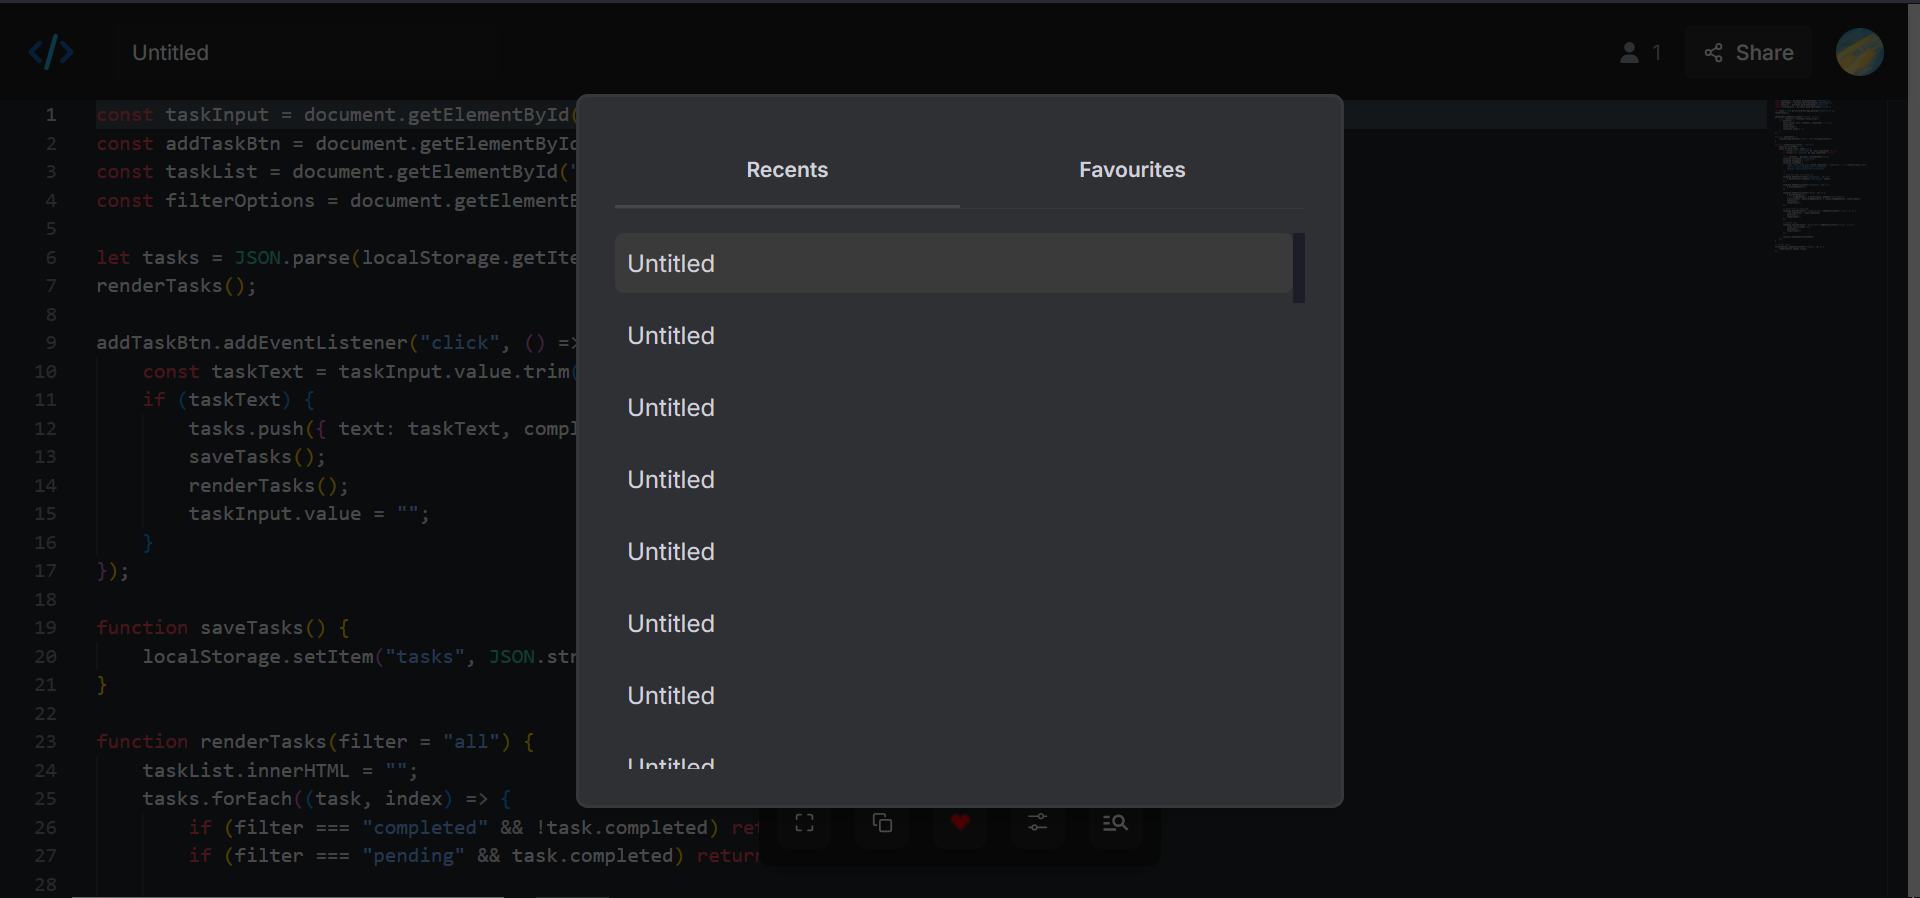 </>
Untitled
1
Share
1 const taskInput = document.getElementById(
2 const addTaskBtn = document.getElementById
3 const taskList = document.getElementById("
4 const filterOptions = document.getElementB
5
6 let tasks = JSON.parse(localStorage.getIte
7 renderTasks();
8
9 addTaskBtn.addEventListener("click", () =>
10 const taskText = taskInput.value.trim(
11 if (taskText) {
12 tasks.push({ text: taskText, compl
13 saveTasks();
14 renderTasks();
15 taskInput.value = "";
16 }
17 });
18
19 function saveTasks() {
20 localStorage.setItem("tasks", JSON.str
21 }
22
23 function renderTasks(filter = "all") {
24 taskList.innerHTML = "";
25 tasks.forEach((task, index) => {
26 if (filter === "completed" && !task.completed) ret
27 if (filter === "pending" && task.completed) return
28
Recents
Favourites
Untitled
Untitled
Untitled
Untitled
Untitled
Untitled
Untitled
Untitled